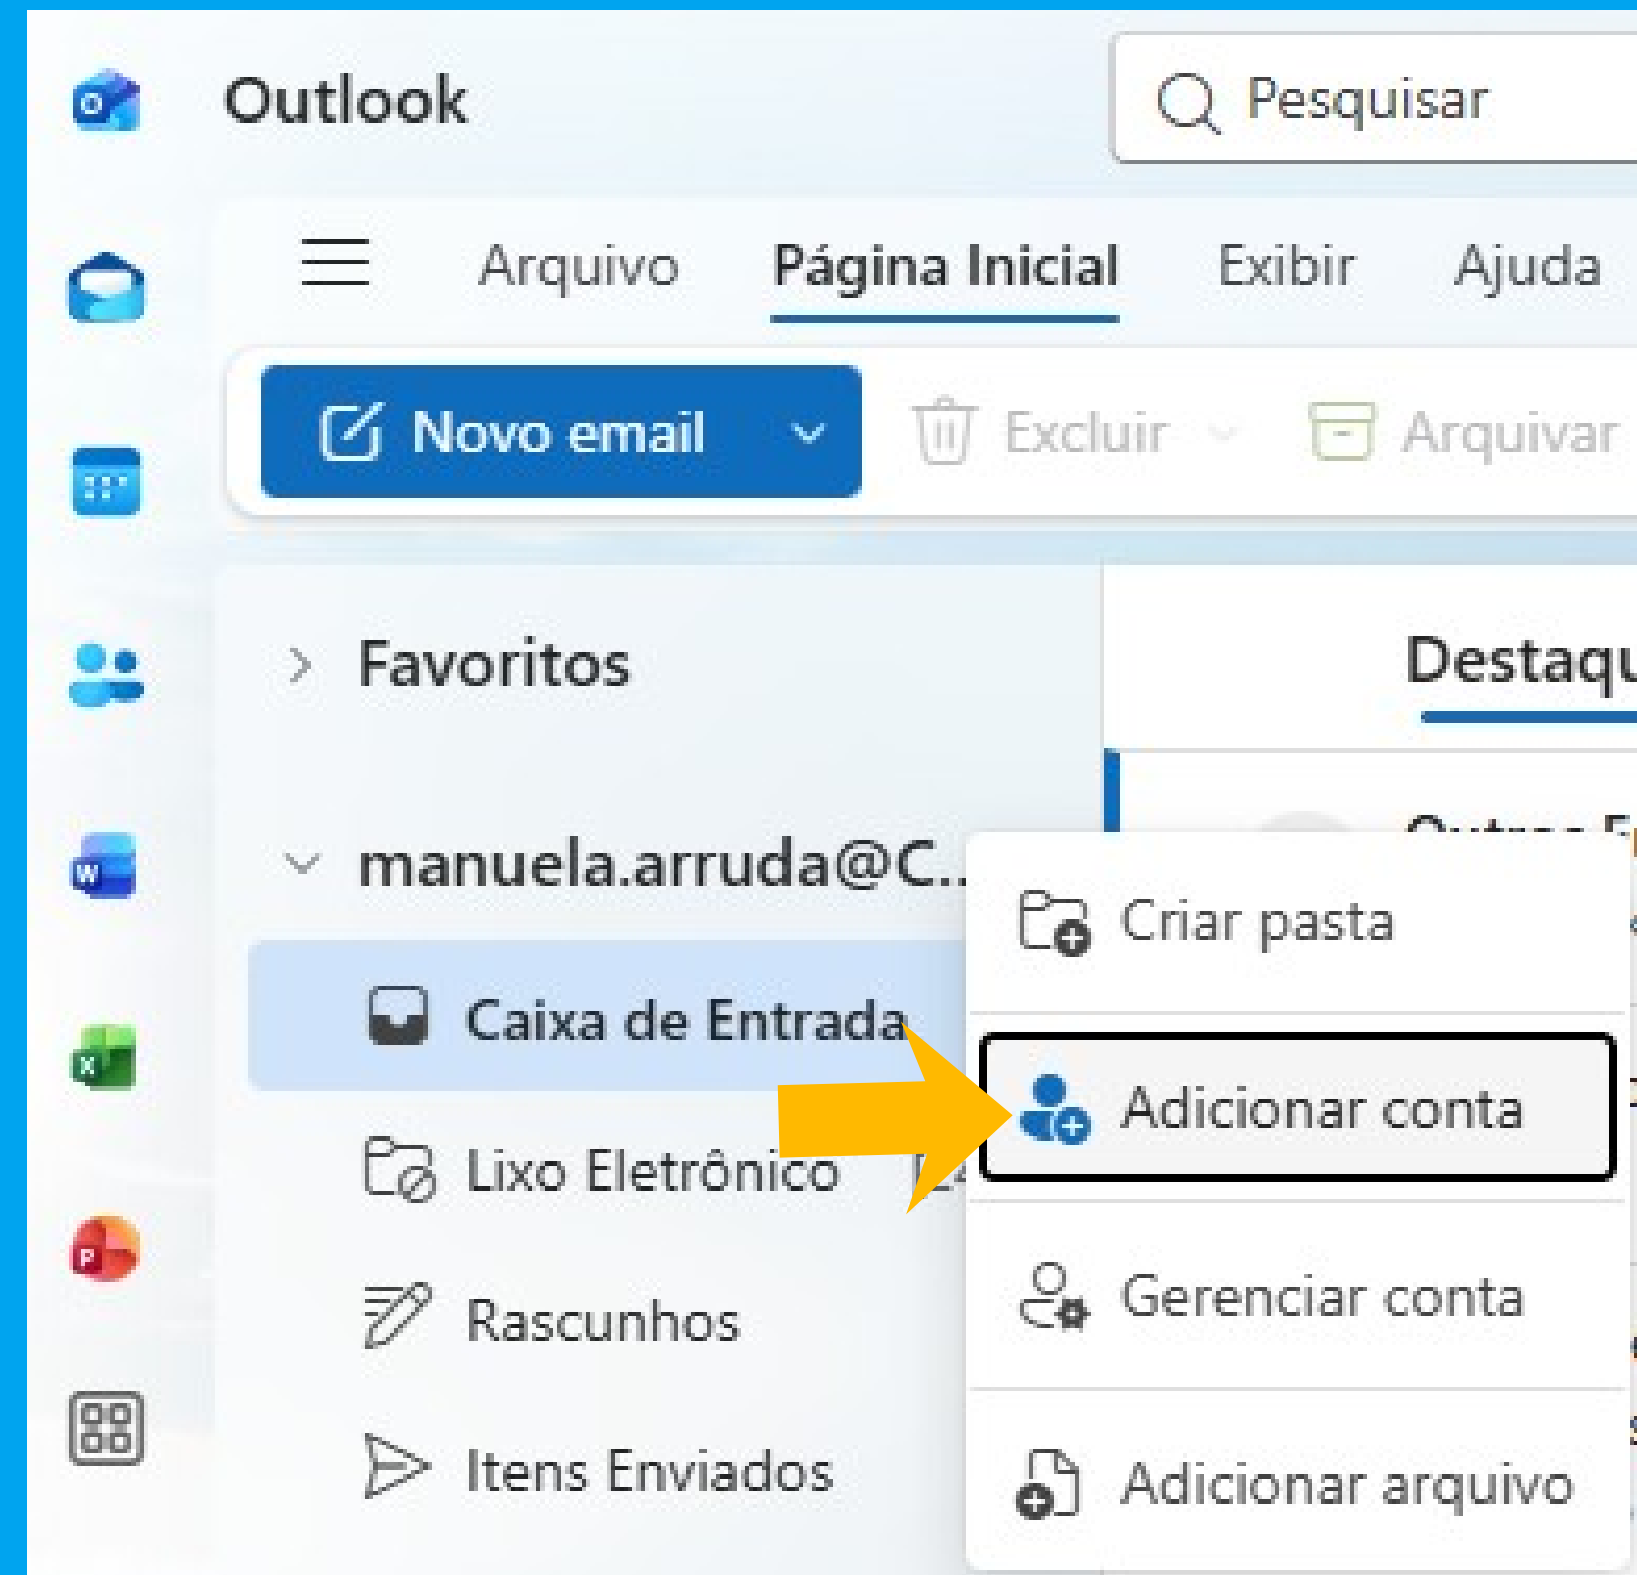 Outlook
Pesquisar
Arquivo Página Inicial Exibir Ajuda
Novo email Excluir Arquivar
Favoritos
manuela.arruda@C...
Caixa de Entrada
Lixo Eletrônico
Rascunhos
Itens Enviados
Criar pasta
Adicionar conta
Gerenciar conta
Adicionar arquivo